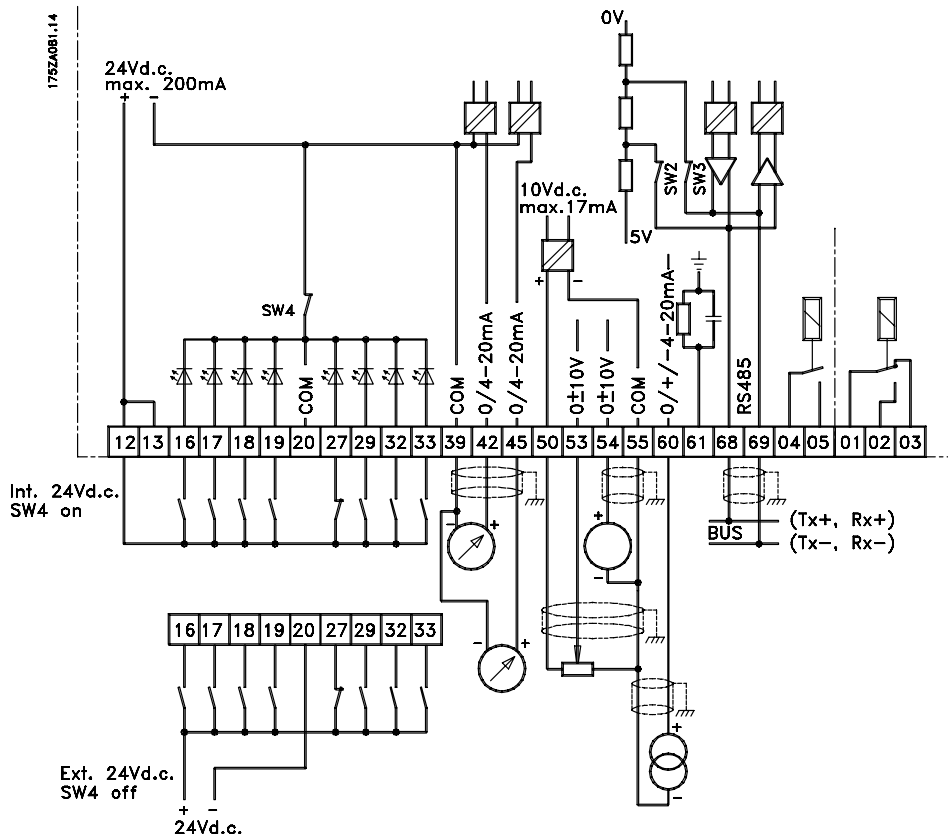 175ZA081.14
24Vd.c.
max. 200mA
+ -
0V
SW2
SW3
5V
10Vd.c.
max.17mA
+ -
SW4
COM
COM
0/4-20mA
0/4-20mA
0±10V
0±10V
COM
0/+/-4-20mA
RS485
12 13 16 17 18 19 20 27 29 32 33 39 42 45 50 53 54 55 60 61 68 69 04 05 01 02 03
Int. 24Vd.c.
SW4 on
- +
+
-
BUS
(Tx+, Rx+)
(Tx-, Rx-)
16 17 18 19 20 27 29 32 33
- +
Ext. 24Vd.c.
SW4 off
+ -
24Vd.c.
+
-